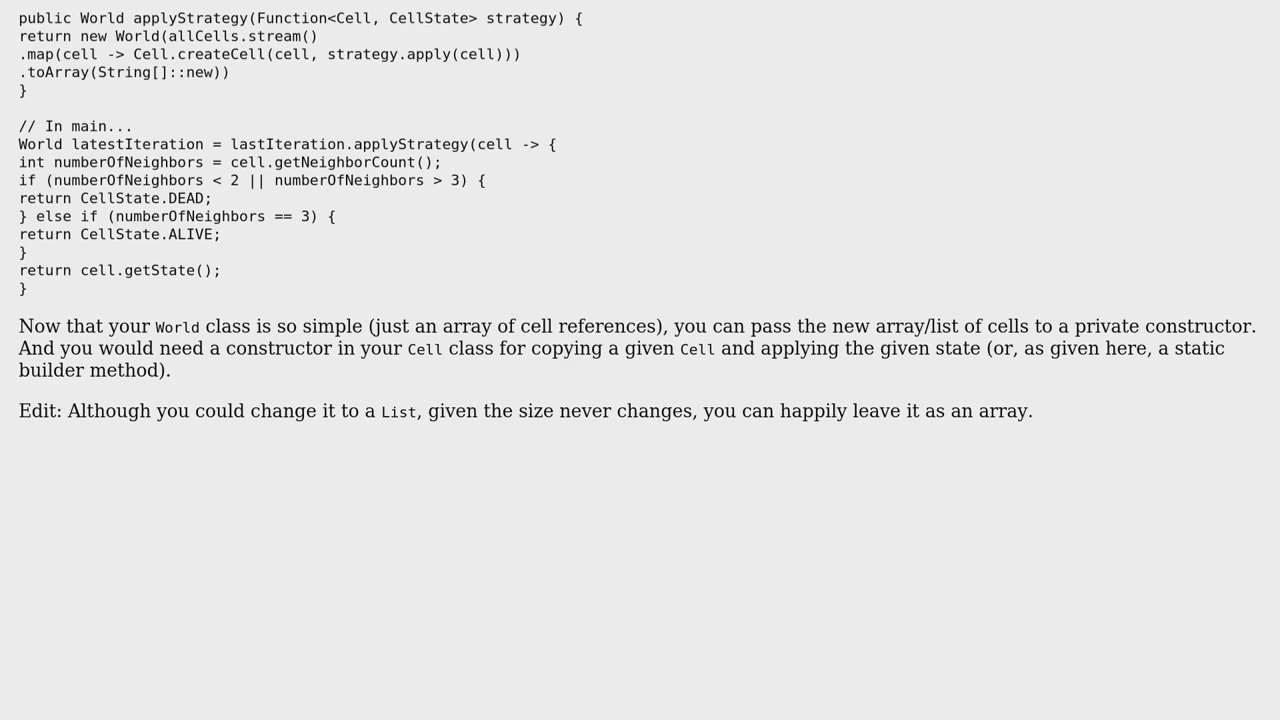 public World applyStrategy(Function<Cell, CellState> strategy) {
return new World(allCells.stream()
.map(cell -> Cell.createCell(cell, strategy.apply(cell)))
.toArray(String[]::new))
}

// In main...
World latestIteration = lastIteration.applyStrategy(cell -> {
int numberOfNeighbors = cell.getNeighborCount();
if (numberOfNeighbors < 2 || numberOfNeighbors > 3) {
return CellState.DEAD;
} else if (numberOfNeighbors == 3) {
return CellState.ALIVE;
}
return cell.getState();
}

Now that your World class is so simple (just an array of cell references), you can pass the new array/list of cells to a private constructor.
And you would need a constructor in your Cell class for copying a given Cell and applying the given state (or, as given here, a static
builder method).

Edit: Although you could change it to a List, given the size never changes, you can happily leave it as an array.